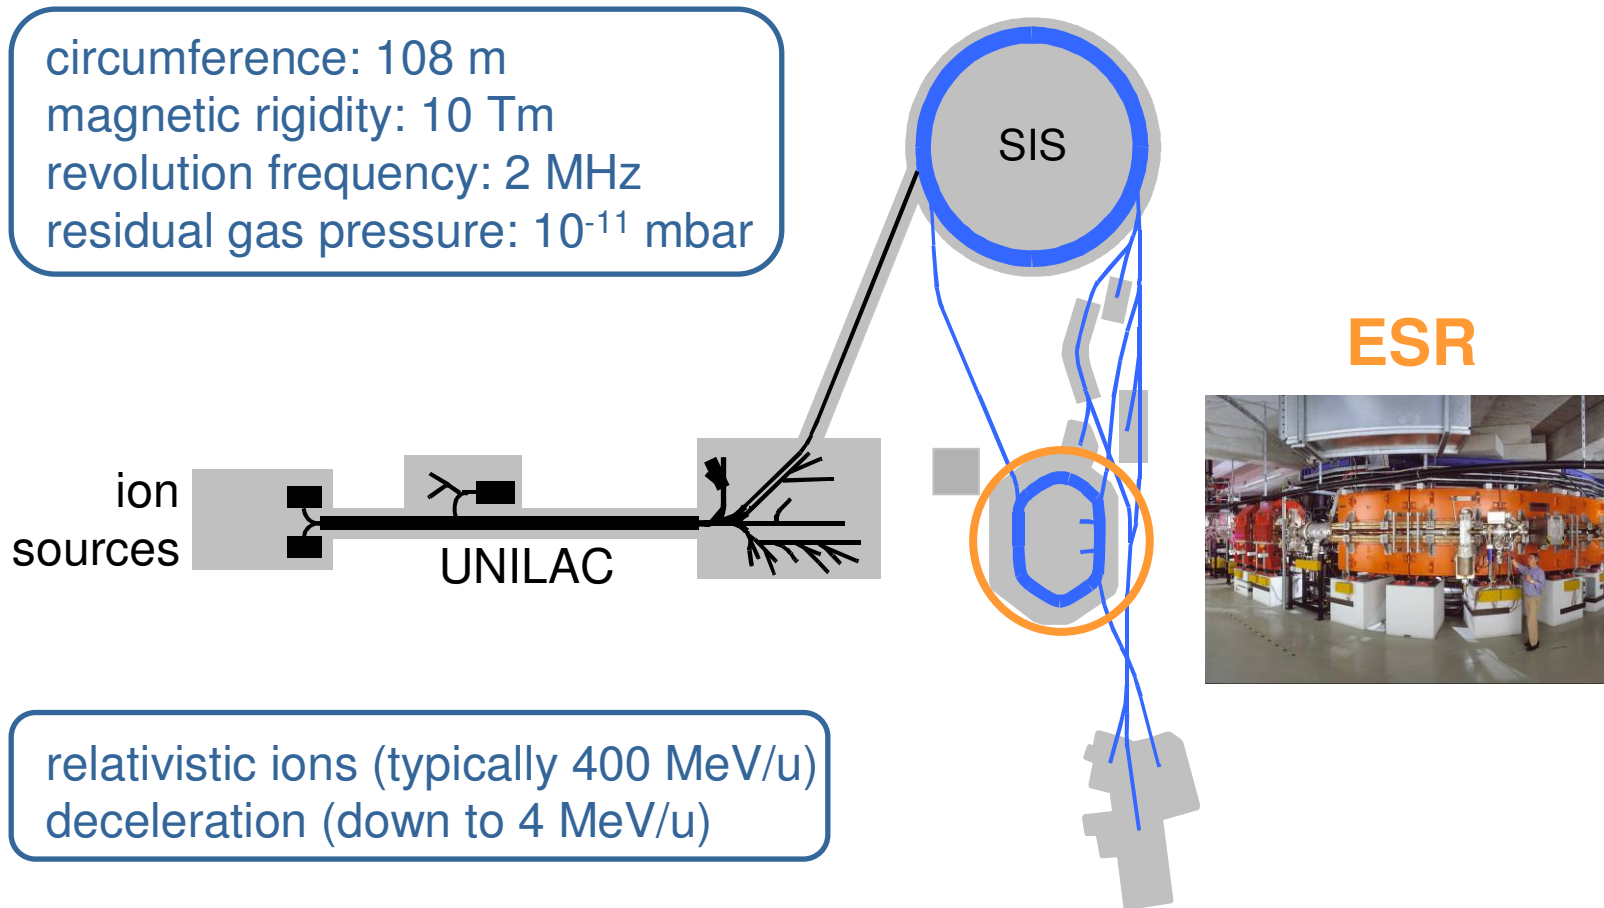 circumference: 108 m
magnetic rigidity: 10 Tm
revolution frequency: 2 MHz
residual gas pressure: 10⁻¹¹ mbar
SIS
ESR
ion
sources
UNILAC
relativistic ions (typically 400 MeV/u)
deceleration (down to 4 MeV/u)